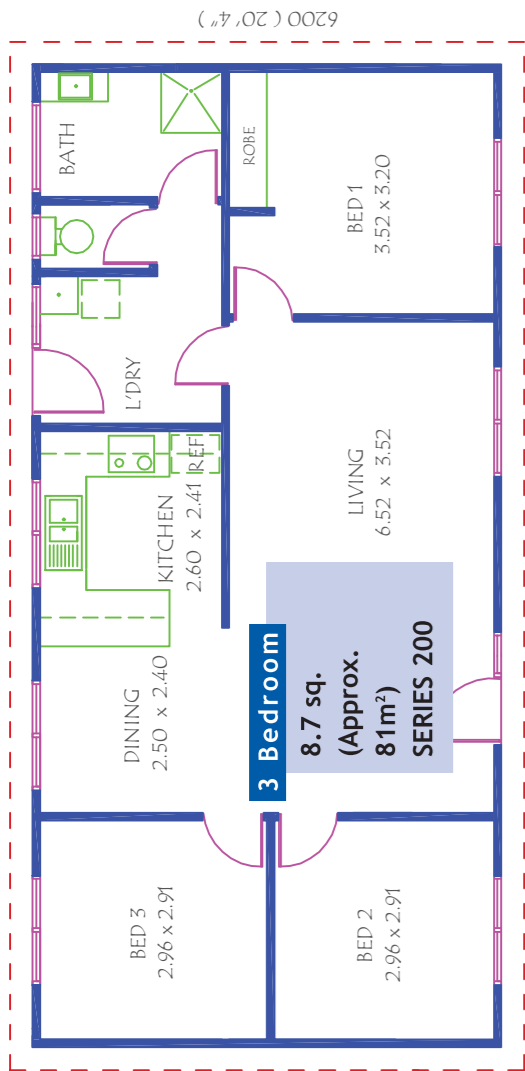 6200 ( 20' 4" )
BATH
ROBE
BED 1
3.52 x 3.20
L'DRY
REF
KITCHEN
2.60 x 2.41
LIVING
6.52 x 3.52
DINING
2.50 x 2.40
3 Bedroom
8.7 sq.
(Approx.
81m²)
SERIES 200
BED 3
2.96 x 2.91
BED 2
2.96 x 2.91